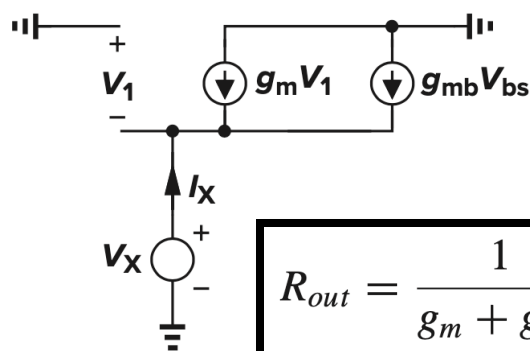 +
V₁
−
gₘV₁
gₘbVbs
Iₓ
Vₓ
+
−
Rₒᵤₜ = 1 / gₘ + g